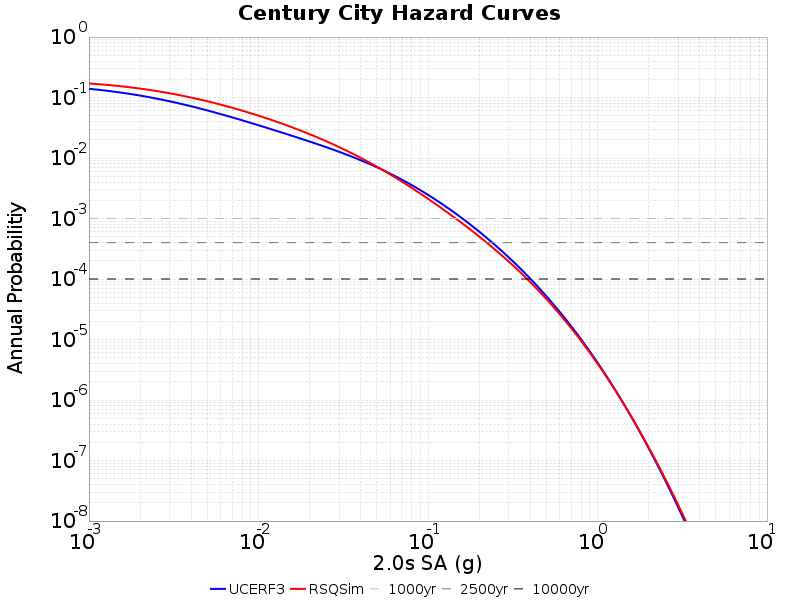 Century City Hazard Curves
10^0
10^-1
10^-2
10^-3
10^-4
10^-5
10^-6
10^-7
10^-8
Annual Probabilitiy
10^-3 10^-2 10^-1 10^0 10^1
2.0s SA (g)
UCERF3 RSQSim 1000yr 2500yr 10000yr